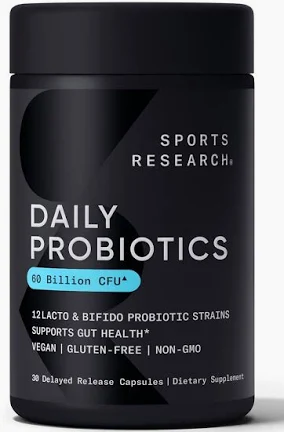 SPORTS
RESEARCH®
DAILY
PROBIOTICS
60 Billion CFU▲
12 LACTO & BIFIDO PROBIOTIC STRAINS
SUPPORTS GUT HEALTH*
VEGAN | GLUTEN-FREE | NON-GMO
30 Delayed Release Capsules | Dietary Supplement